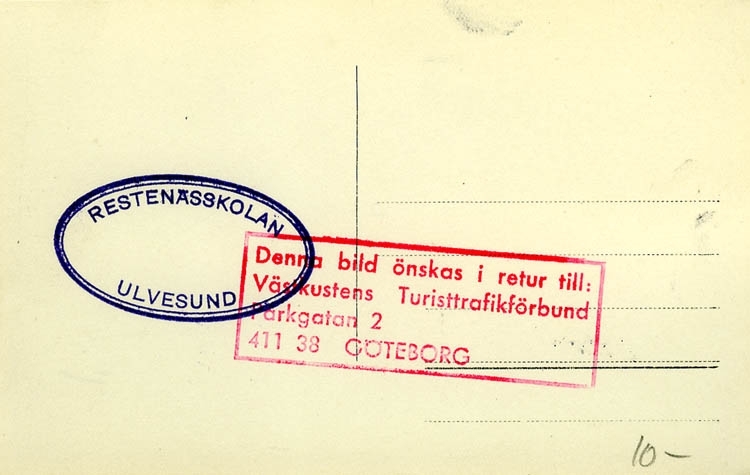 RESTENÄSSKOLAN
ULVESUND
Denna bild önskas i retur till:
Västkustens Turisttrafikförbund
Parkgatan 2
411 38 GÖTEBORG
10-